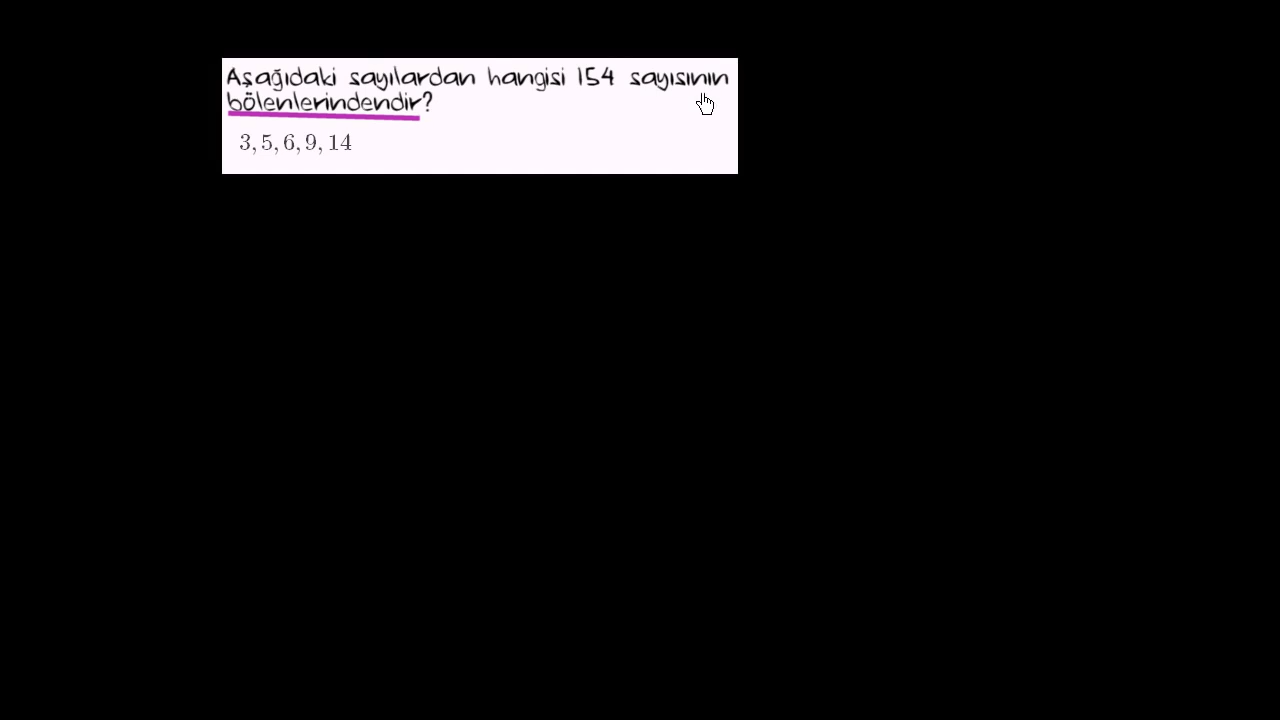 Aşağıdaki sayılardan hangisi 154 sayısının
bölenlerindendir?
3, 5, 6, 9, 14